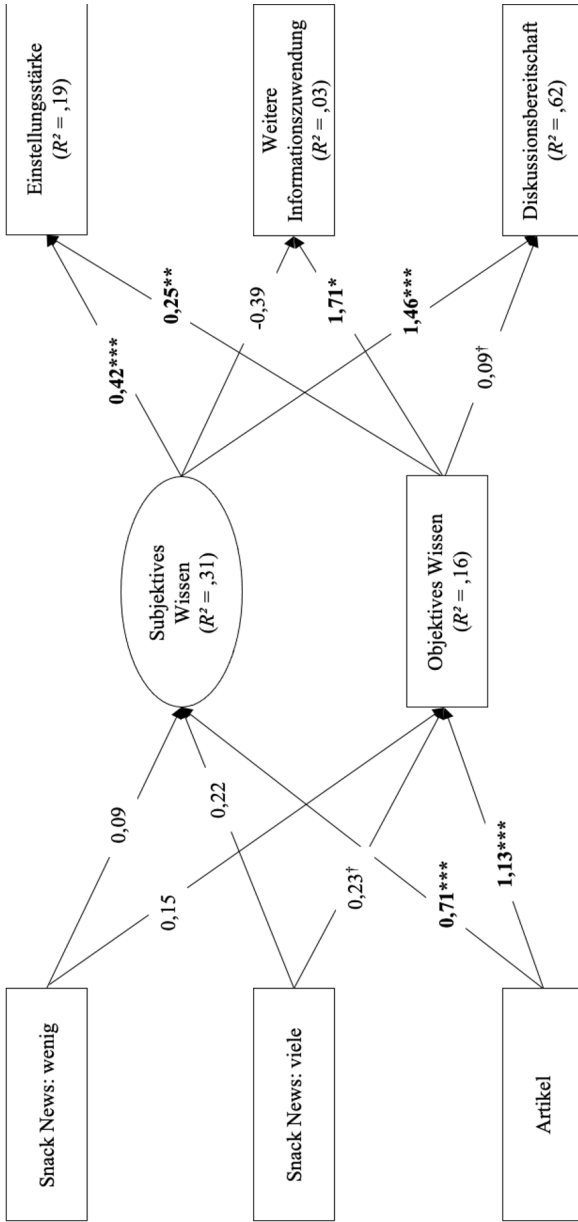 Snack News: wenig
Snack News: viele
Artikel
0,09
0,15
0,22
0,23†
0,71***
1,13***
Subjektives
Wissen
(R² = ,31)
Objektives Wissen
(R² = ,16)
0,42***
0,25**
-0,39
1,71*
1,46***
0,09†
Einstellungsstärke
(R² = ,19)
Weitere
Informationszuwendung
(R² = ,03)
Diskussionsbereitschaft
(R² = ,62)